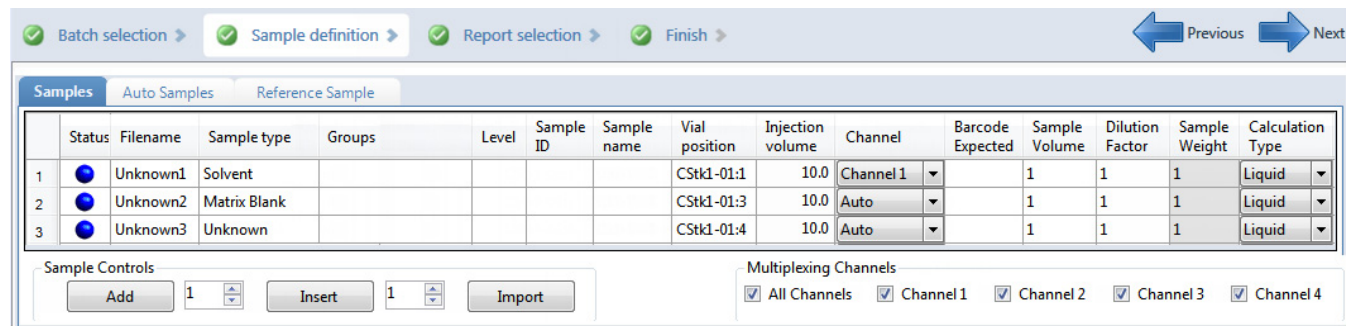 Batch selection Sample definition Report selection Finish Previous Next
Samples Auto Samples Reference Sample
Status Filename Sample type Groups Level Sample ID Sample name Vial position Injection volume Channel Barcode Expected Sample Volume Dilution Factor Sample Weight Calculation Type
1 Unknown1 Solvent CStk1-01:1 10.0 Channel 1 1 1 1 Liquid
2 Unknown2 Matrix Blank CStk1-01:3 10.0 Auto 1 1 1 Liquid
3 Unknown3 Unknown CStk1-01:4 10.0 Auto 1 1 1 Liquid
Sample Controls Multiplexing Channels
Add 1 Insert 1 Import All Channels Channel 1 Channel 2 Channel 3 Channel 4